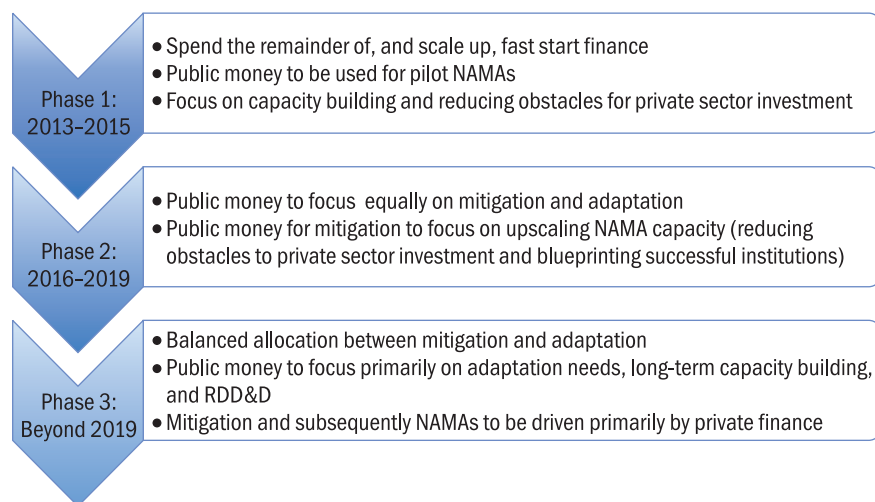 Phase 1:
2013–2015
• Spend the remainder of, and scale up, fast start finance
• Public money to be used for pilot NAMAs
• Focus on capacity building and reducing obstacles for private sector investment
Phase 2:
2016–2019
• Public money to focus equally on mitigation and adaptation
• Public money for mitigation to focus on upscaling NAMA capacity (reducing
obstacles to private sector investment and blueprinting successful institutions)
Phase 3:
Beyond 2019
• Balanced allocation between mitigation and adaptation
• Public money to focus primarily on adaptation needs, long-term capacity building,
and RDD&D
• Mitigation and subsequently NAMAs to be driven primarily by private finance